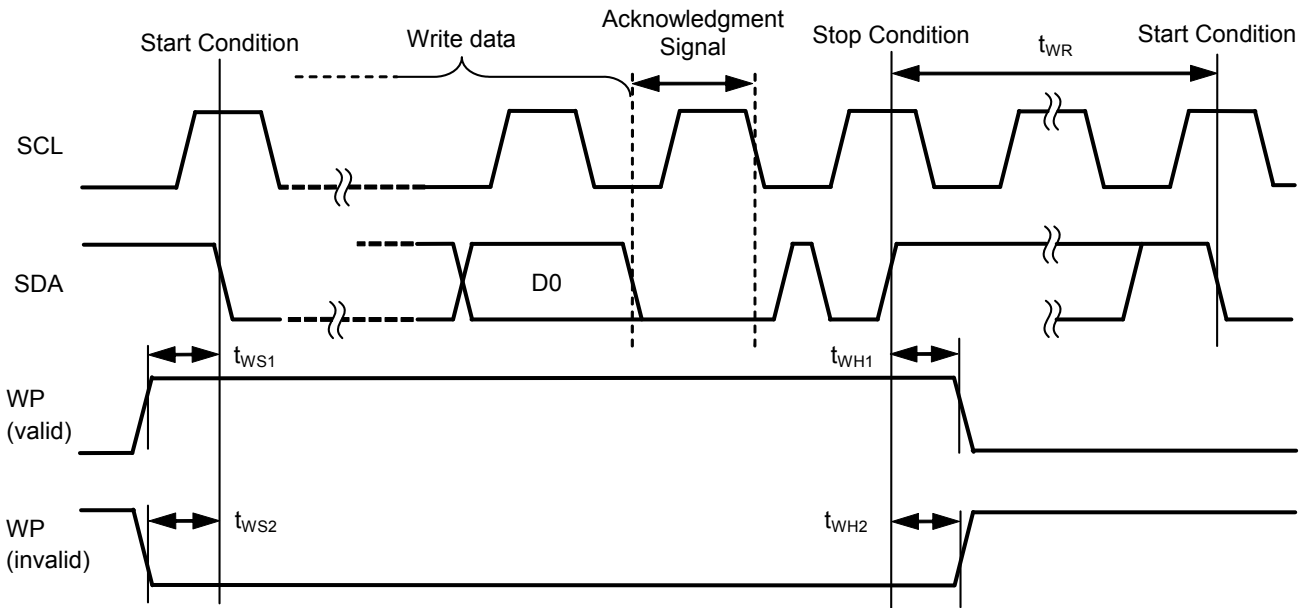 Start Condition
Write data
Acknowledgment
Signal
Stop Condition
tWR
Start Condition
SCL
SDA
D0
tWS1
tWH1
WP
(valid)
tWS2
tWH2
WP
(invalid)